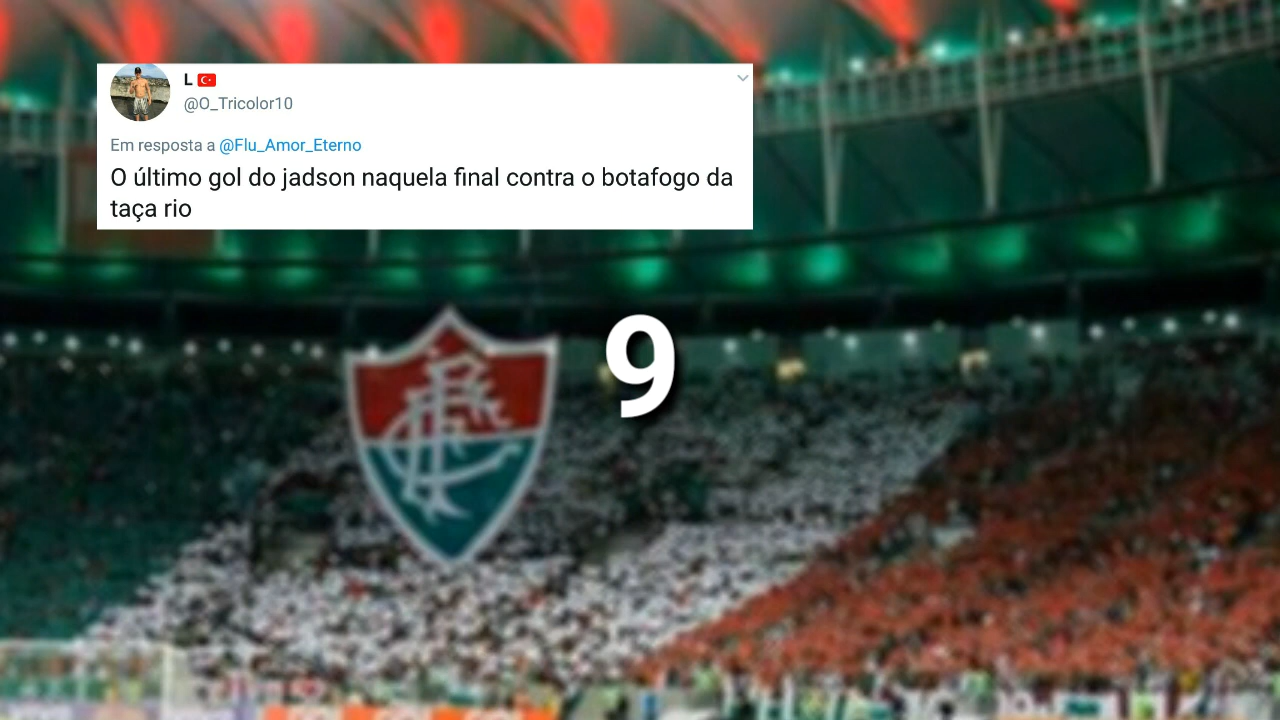 L
@O_Tricolor10
Em resposta a @Flu_Amor_Eterno
O último gol do jadson naquela final contra o botafogo da
taça rio
9